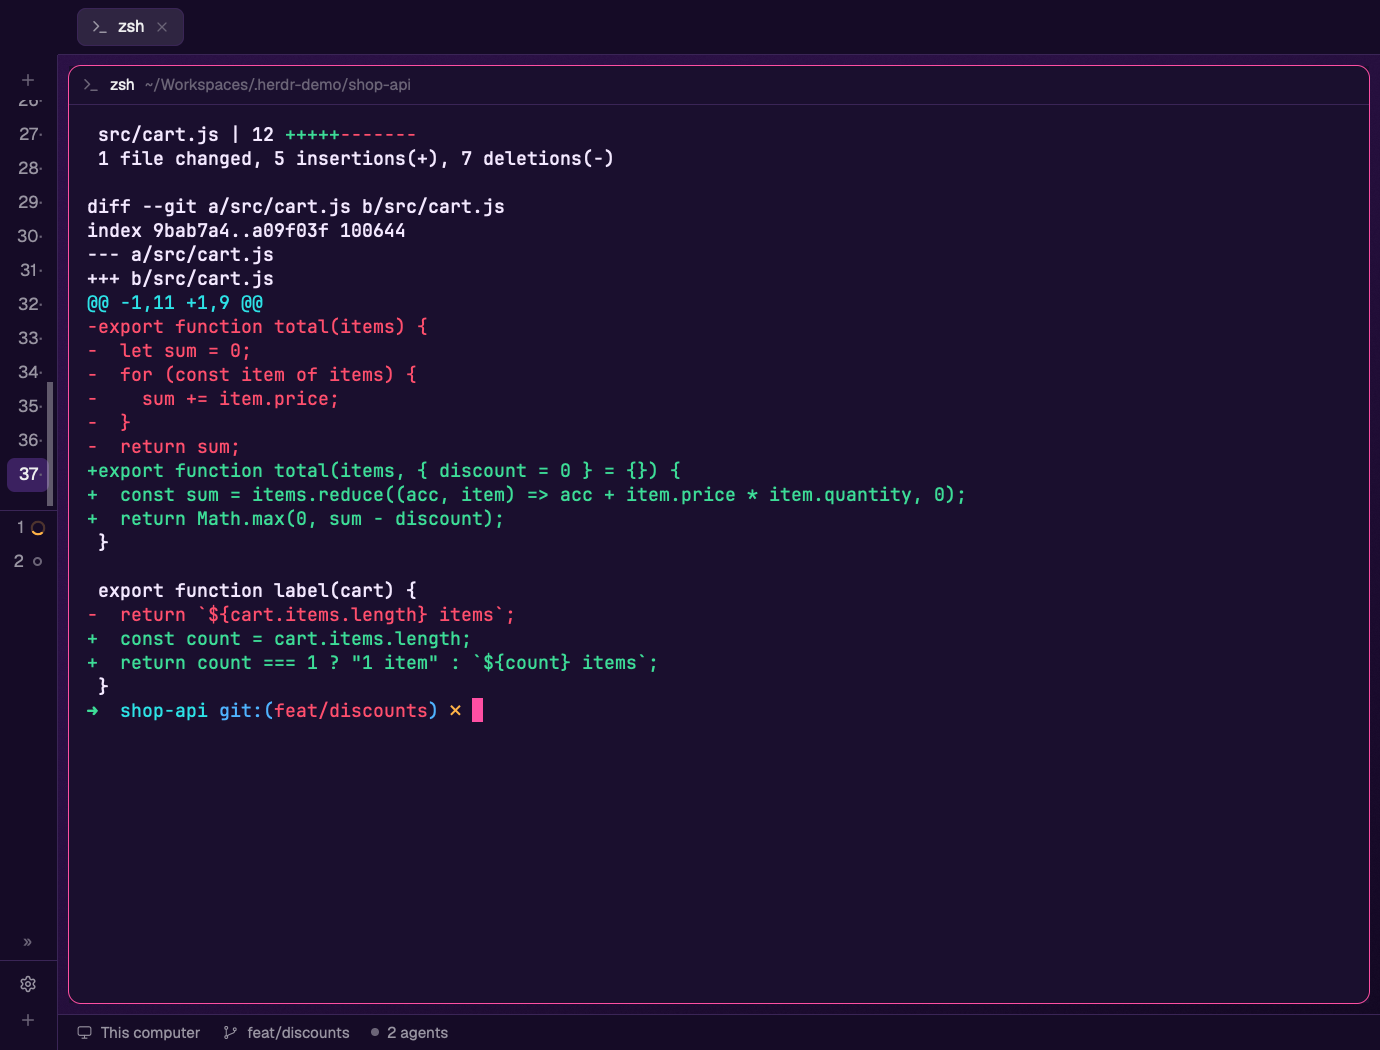 zsh
zsh ~/Workspaces/.herdr-demo/shop-api
27
28
29
30
31
32
33
34
35
36
37
1
2
src/cart.js | 12 +++++-------
1 file changed, 5 insertions(+), 7 deletions(-)
diff --git a/src/cart.js b/src/cart.js
index 9bab7a4..a09f03f 100644
--- a/src/cart.js
+++ b/src/cart.js
@@ -1,11 +1,9 @@
-export function total(items) {
-  let sum = 0;
-  for (const item of items) {
-    sum += item.price;
-  }
-  return sum;
+export function total(items, { discount = 0 } = {}) {
+  const sum = items.reduce((acc, item) => acc + item.price * item.quantity, 0);
+  return Math.max(0, sum - discount);
 }
 export function label(cart) {
-  return `${cart.items.length} items`;
+  const count = cart.items.length;
+  return count === 1 ? "1 item" : `${count} items`;
 }
➜  shop-api git:(feat/discounts) ✗
This computer
feat/discounts
2 agents